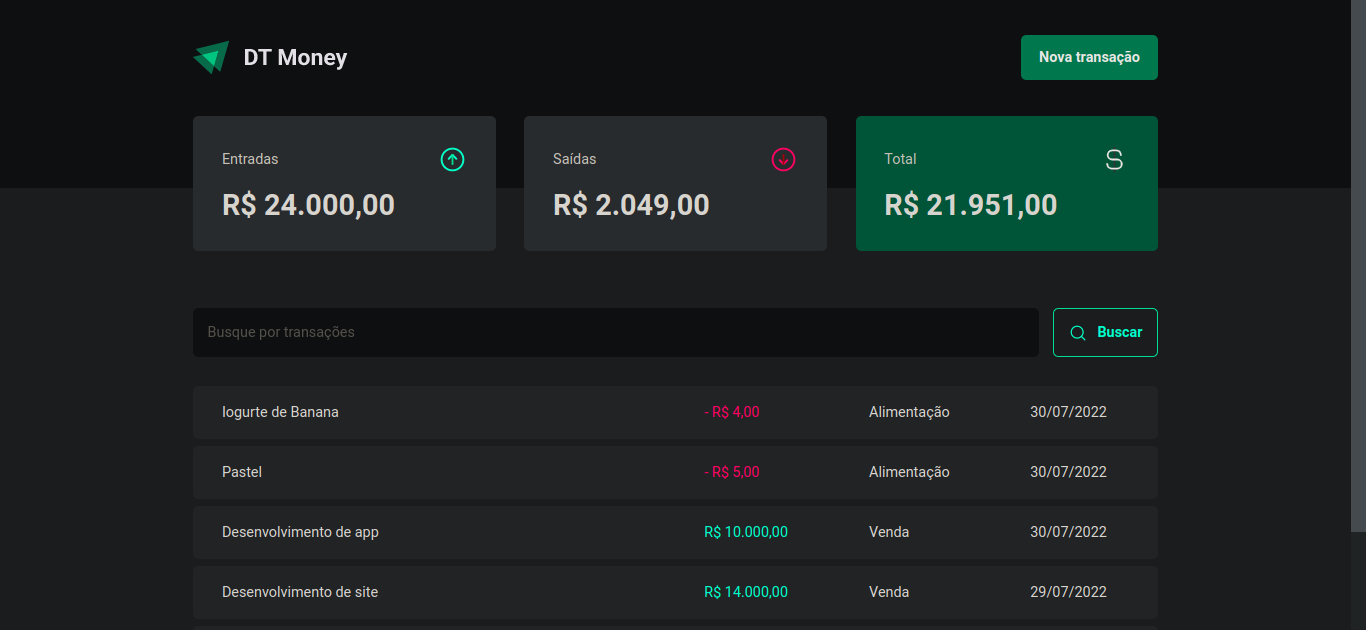 DT Money
Nova transação
Entradas
R$ 24.000,00
Saídas
R$ 2.049,00
Total
R$ 21.951,00
Busque por transações
Buscar
Iogurte de Banana - R$ 4,00 Alimentação 30/07/2022
Pastel - R$ 5,00 Alimentação 30/07/2022
Desenvolvimento de app R$ 10.000,00 Venda 30/07/2022
Desenvolvimento de site R$ 14.000,00 Venda 29/07/2022